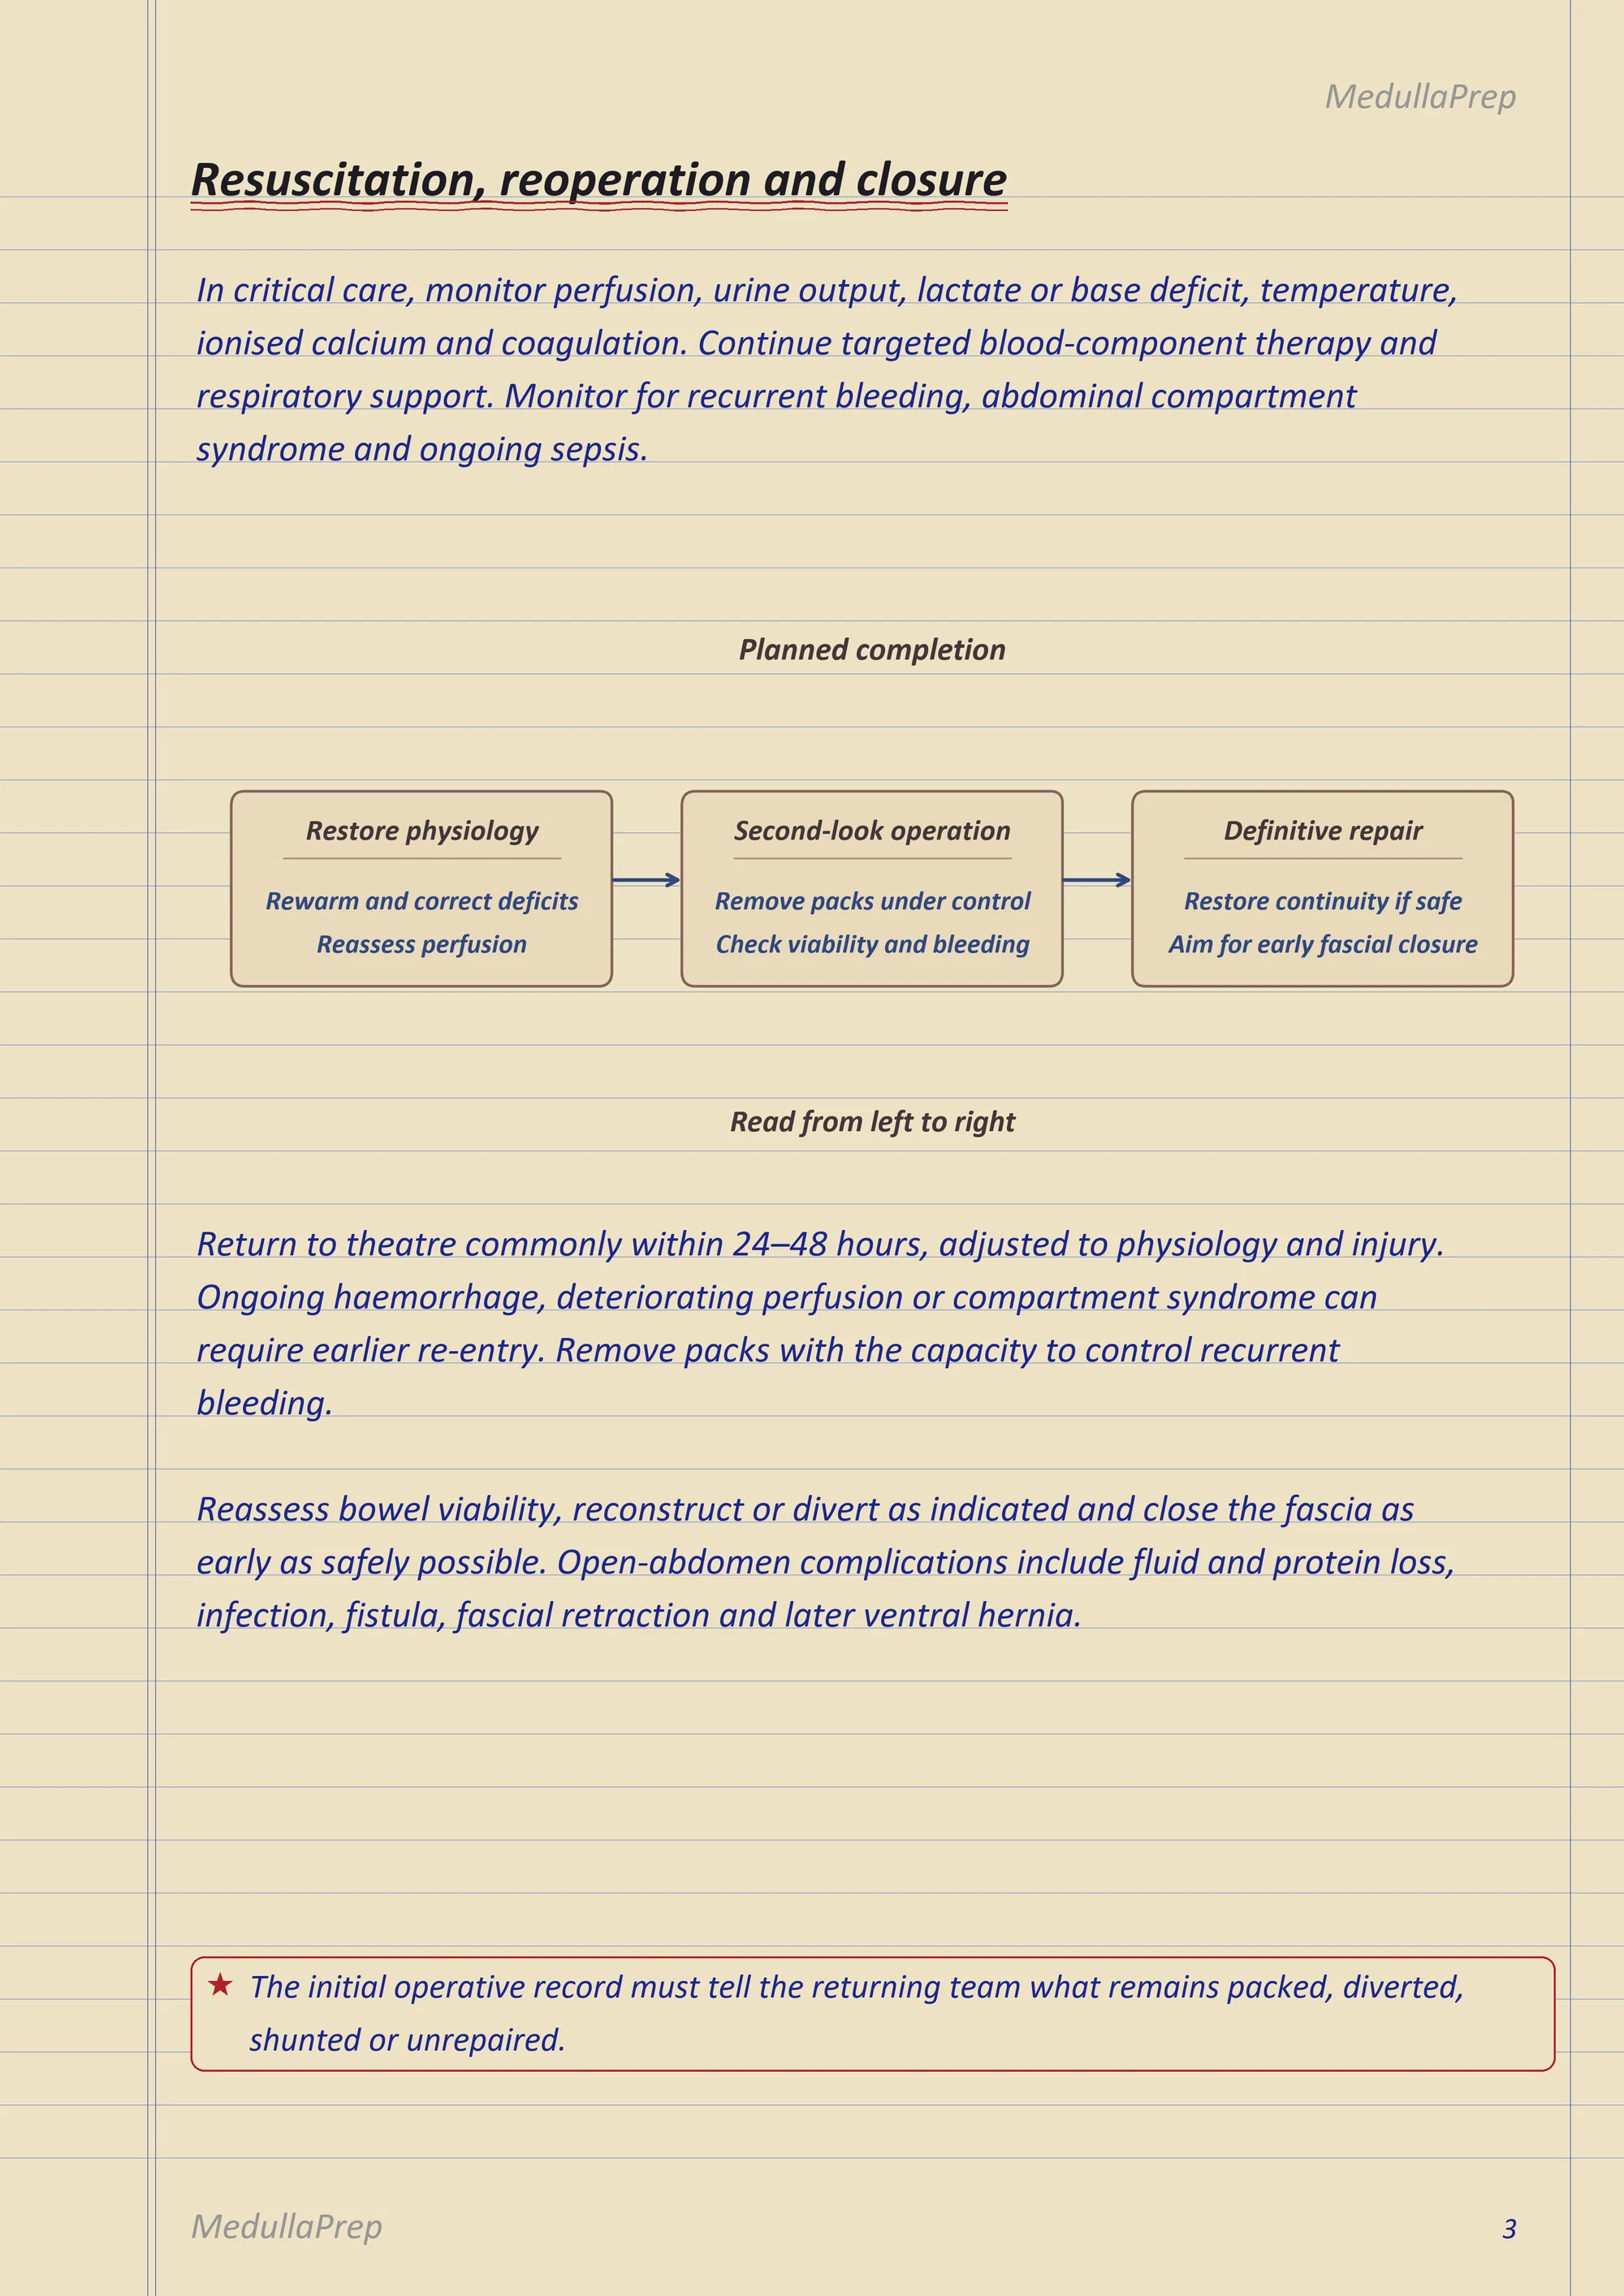 MedullaPrep
Resuscitation, reoperation and closure
In critical care, monitor perfusion, urine output, lactate or base deficit, temperature,
ionised calcium and coagulation. Continue targeted blood-component therapy and
respiratory support. Monitor for recurrent bleeding, abdominal compartment
syndrome and ongoing sepsis.
Planned completion
Restore physiology
Rewarm and correct deficits
Reassess perfusion
Second-look operation
Remove packs under control
Check viability and bleeding
Definitive repair
Restore continuity if safe
Aim for early fascial closure
Read from left to right
Return to theatre commonly within 24–48 hours, adjusted to physiology and injury.
Ongoing haemorrhage, deteriorating perfusion or compartment syndrome can
require earlier re-entry. Remove packs with the capacity to control recurrent
bleeding.
Reassess bowel viability, reconstruct or divert as indicated and close the fascia as
early as safely possible. Open-abdomen complications include fluid and protein loss,
infection, fistula, fascial retraction and later ventral hernia.
★ The initial operative record must tell the returning team what remains packed, diverted,
shunted or unrepaired.
MedullaPrep
3